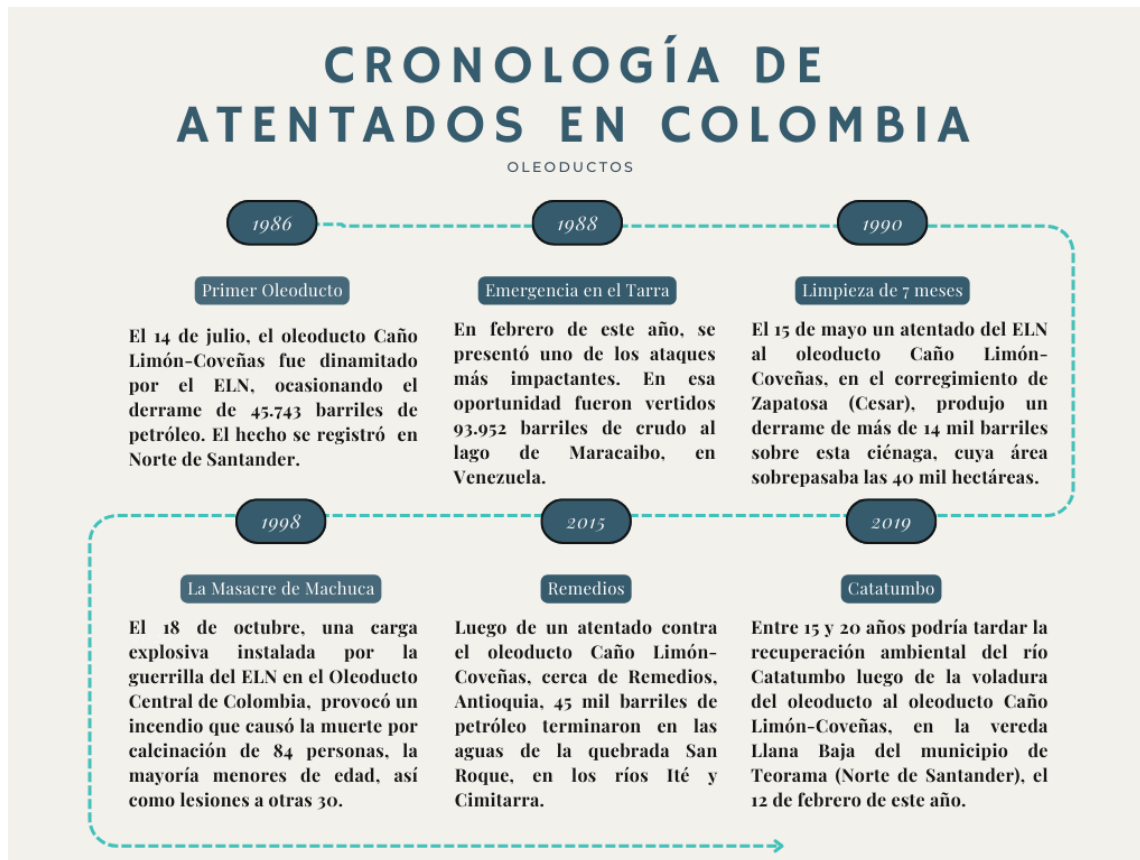 CRONOLOGÍA DE
ATENTADOS EN COLOMBIA
OLEODUCTOS
1986
1988
1990
Primer Oleoducto
El 14 de julio, el oleoducto Caño
Limón-Coveñas fue dinamitado
por el ELN, ocasionando el
derrame de 45.743 barriles de
petróleo. El hecho se registró en
Norte de Santander.
Emergencia en el Tarra
En febrero de este año, se
presentó uno de los ataques
más impactantes. En esa
oportunidad fueron vertidos
93.952 barriles de crudo al
lago de Maracaibo, en
Venezuela.
Limpieza de 7 meses
El 15 de mayo un atentado del ELN
al oleoducto Caño Limón-
Coveñas, en el corregimiento de
Zapatosa (Cesar), produjo un
derrame de más de 14 mil barriles
sobre esta ciénaga, cuya área
sobrepasaba las 40 mil hectáreas.
1998
2015
2019
La Masacre de Machuca
El 18 de octubre, una carga
explosiva instalada por la
guerrilla del ELN en el Oleoducto
Central de Colombia, provocó un
incendio que causó la muerte por
calcinación de 84 personas, la
mayoría menores de edad, así
como lesiones a otras 30.
Remedios
Luego de un atentado contra
el oleoducto Caño Limón-
Coveñas, cerca de Remedios,
Antioquia, 45 mil barriles de
petróleo terminaron en las
aguas de la quebrada San
Roque, en los ríos Ité y
Cimitarra.
Catatumbo
Entre 15 y 20 años podría tardar la
recuperación ambiental del río
Catatumbo luego de la voladura
del oleoducto al oleoducto Caño
Limón-Coveñas, en la vereda
Llana Baja del municipio de
Teorama (Norte de Santander), el
12 de febrero de este año.